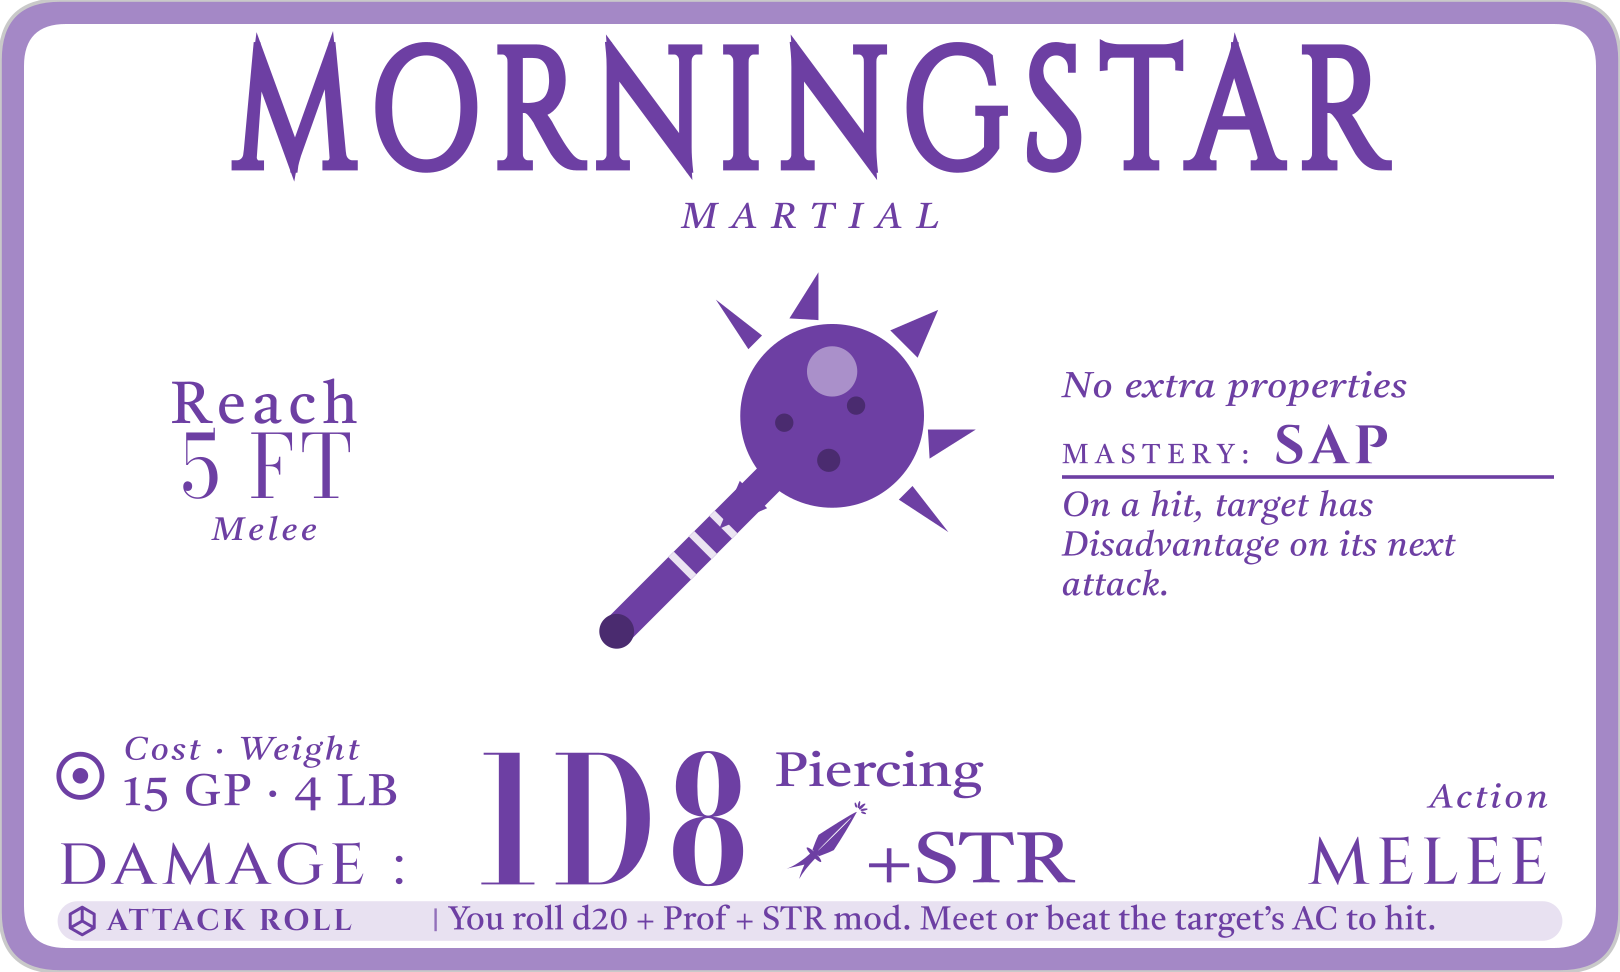 MORNINGSTAR
MARTIAL
Reach
5 FT
Melee
No extra properties
MASTERY: SAP
On a hit, target has
Disadvantage on its next
attack.
Cost · Weight
15 GP · 4 LB
DAMAGE :
1D8
Piercing
+STR
Action
MELEE
ATTACK ROLL | You roll d20 + Prof + STR mod. Meet or beat the target’s AC to hit.